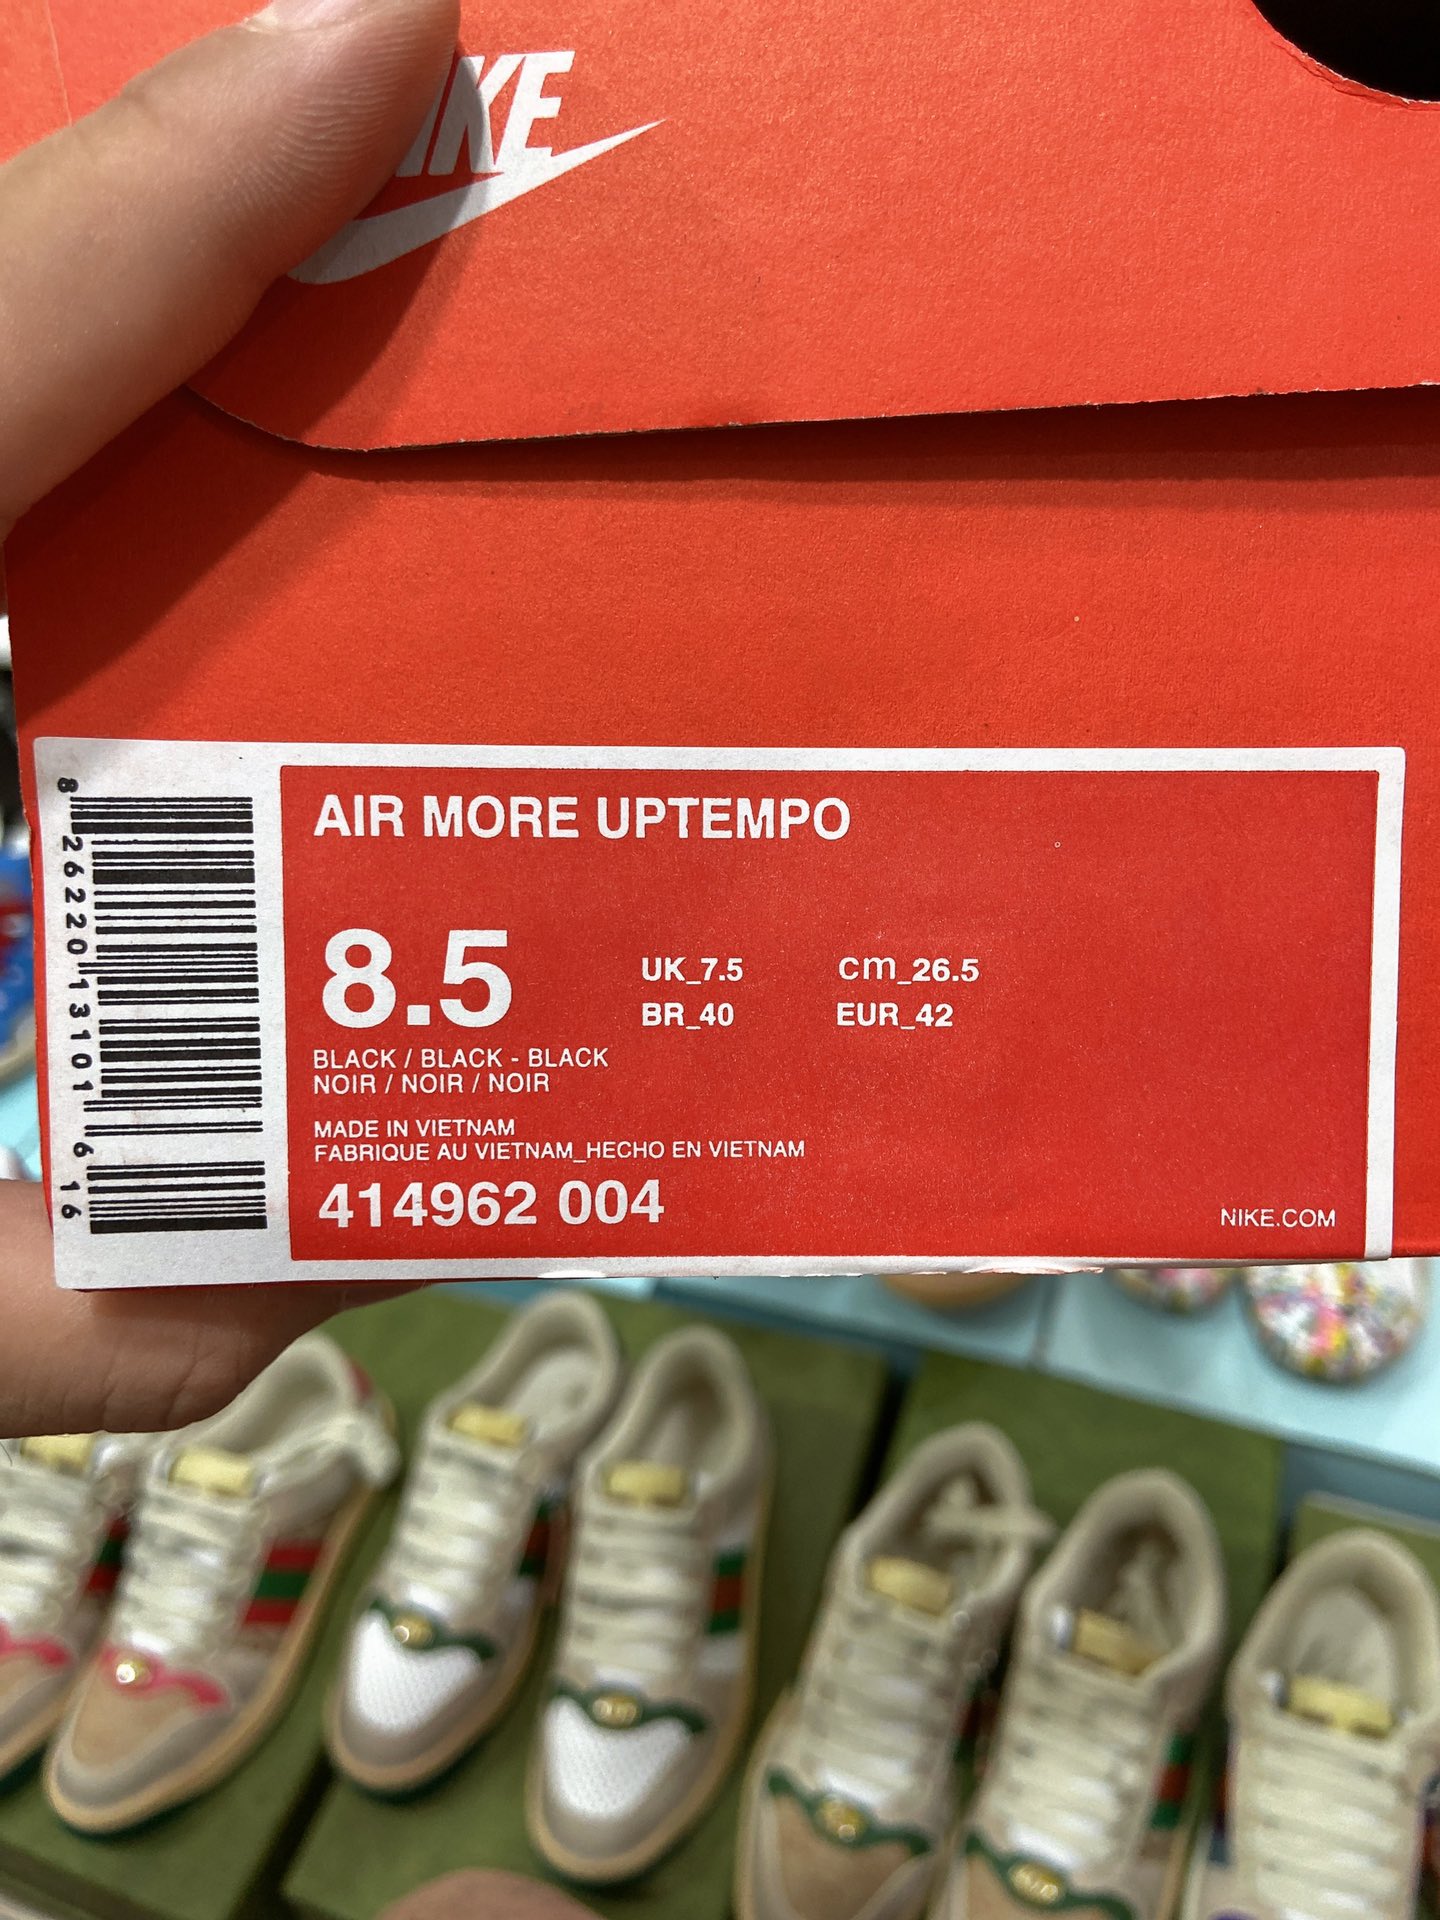 NIKE
AIR MORE UPTEMPO
8.5
UK_7.5 cm_26.5
BR_40 EUR_42
BLACK / BLACK - BLACK
NOIR / NOIR / NOIR
MADE IN VIETNAM
FABRIQUE AU VIETNAM_HECHO EN VIETNAM
414962 004
NIKE.COM
8 26220 13101 6 16